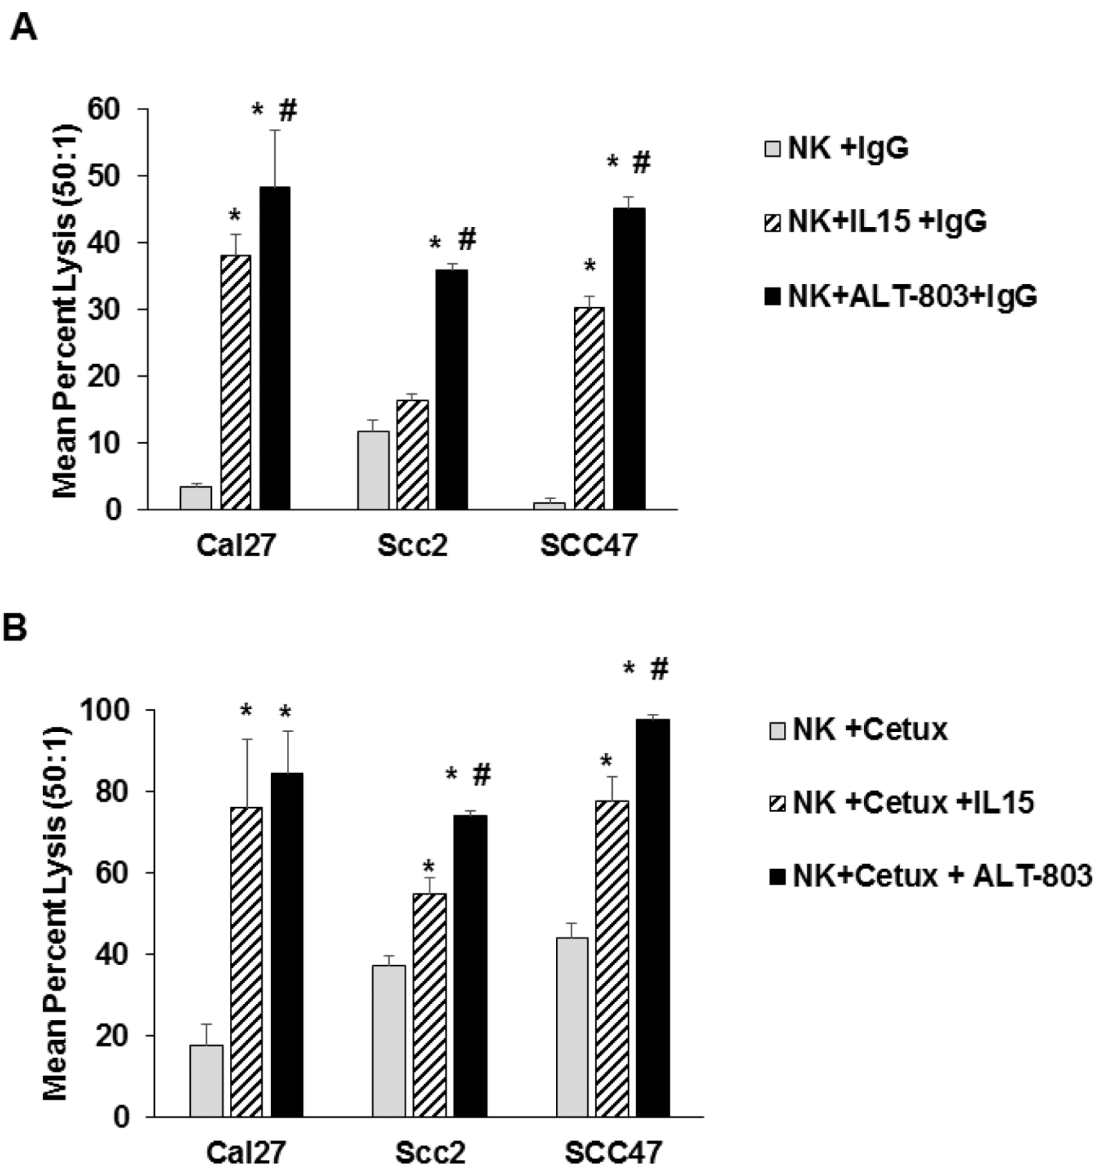 A
Mean Percent Lysis (50:1)
60
50
40
30
20
10
0
* #
*
* #
* #
*
Cal27 Scc2 SCC47
NK +IgG
NK+IL15 +IgG
NK+ALT-803+IgG
B
Mean Percent Lysis (50:1)
100
80
60
40
20
0
* *
* #
*
* #
*
Cal27 Scc2 SCC47
NK +Cetux
NK +Cetux +IL15
NK+Cetux + ALT-803